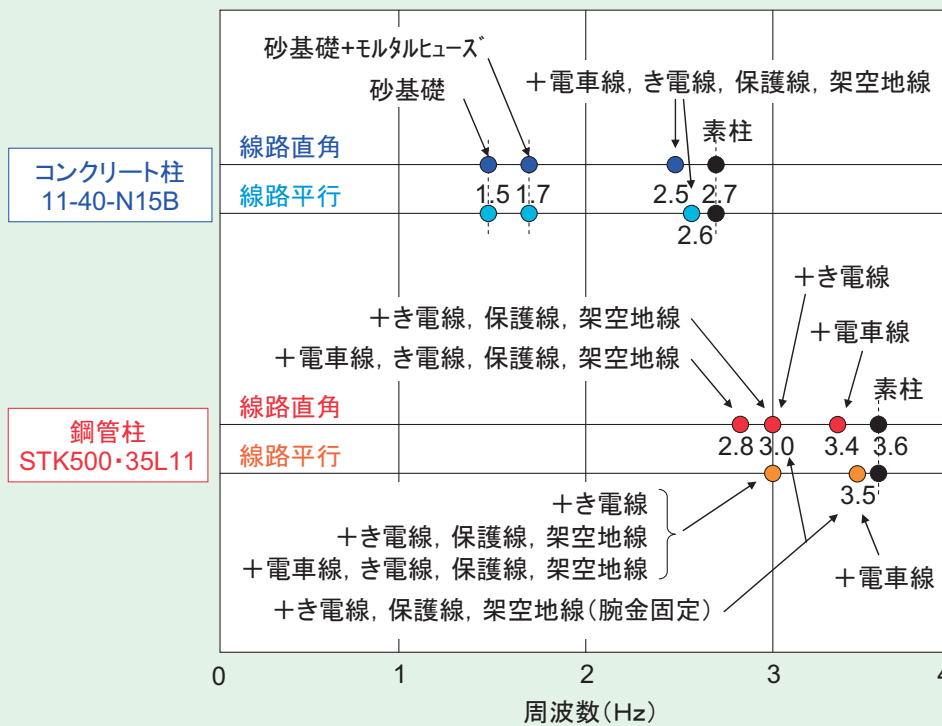 砂基礎+モルタルヒューズ
砂基礎
＋電車線, き電線, 保護線, 架空地線
素柱
線路直角
コンクリート柱
11-40-N15B
線路平行
1.5 1.7
2.5 2.7
2.6
＋き電線
＋き電線, 保護線, 架空地線
＋電車線
＋電車線, き電線, 保護線, 架空地線
素柱
線路直角
鋼管柱
STK500・35L11
2.8 3.0 3.4 3.6
線路平行
3.5
＋き電線
＋き電線, 保護線, 架空地線
＋電車線, き電線, 保護線, 架空地線
＋電車線
＋き電線, 保護線, 架空地線（腕金固定）
0 1 2 3 4
周波数（Hz）